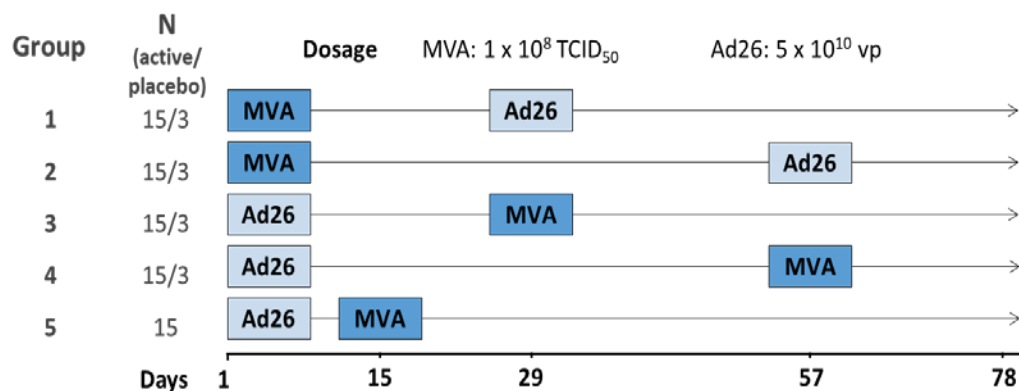 Group N (active/ placebo) Dosage MVA: 1 x 10⁸ TCID₅₀ Ad26: 5 x 10¹⁰ vp
1 15/3 MVA Ad26
2 15/3 MVA Ad26
3 15/3 Ad26 MVA
4 15/3 Ad26 MVA
5 15 Ad26 MVA
Days 1 15 29 57 78